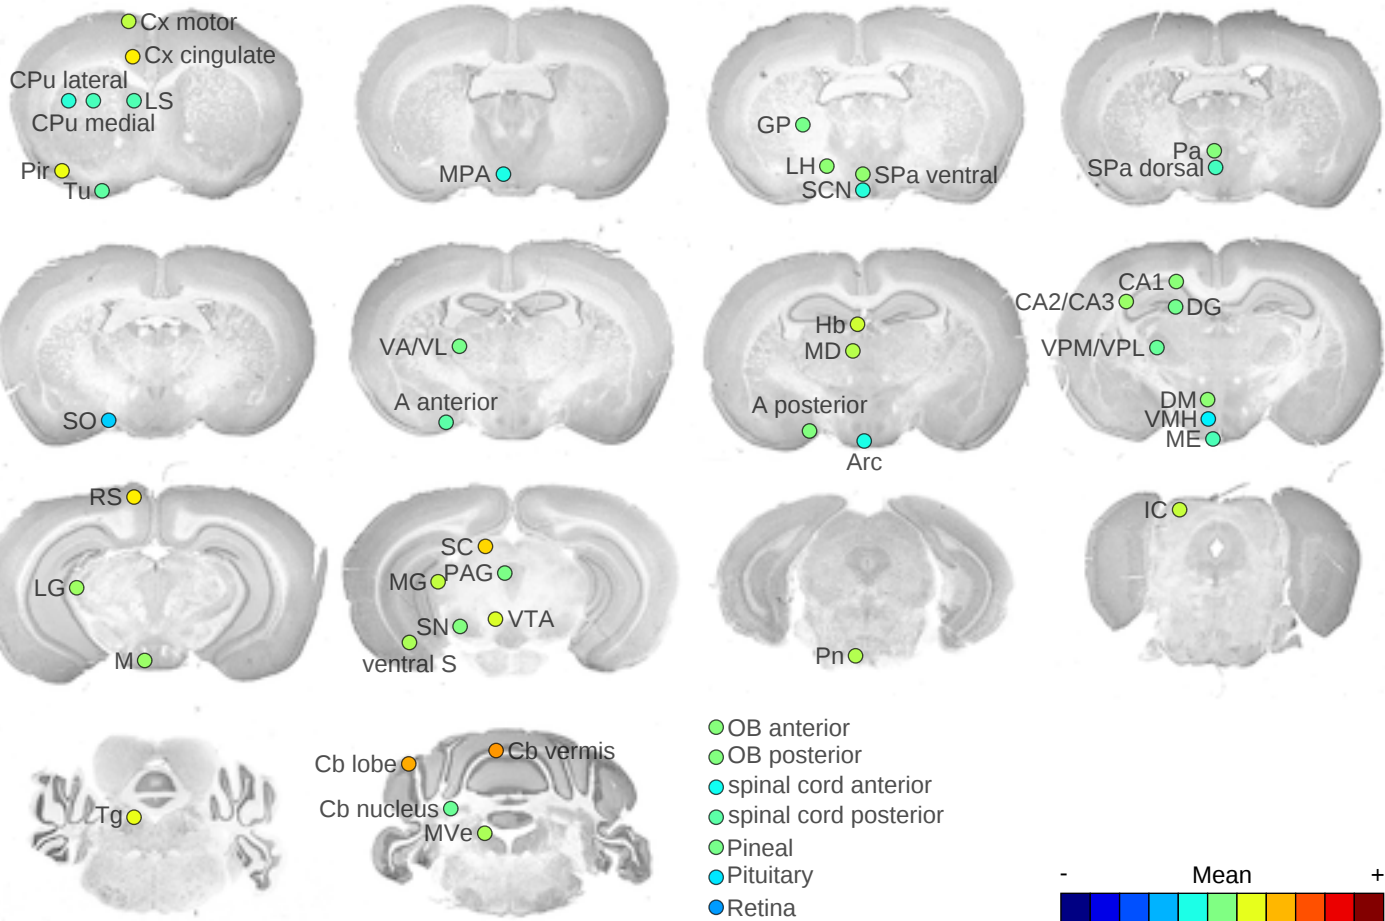 Cx motor
Cx cingulate
CPu lateral
LS
CPu medial
Pir
Tu
MPA
GP
LH
SPa ventral
SCN
Pa
SPa dorsal
SO
VA/VL
A anterior
Hb
MD
A posterior
Arc
CA1
CA2/CA3
DG
VPM/VPL
DM
VMH
ME
RS
LG
M
SC
MG
PAG
SN
VTA
ventral S
Pn
IC
Tg
Cb lobe
Cb vermis
Cb nucleus
MVe
OB anterior
OB posterior
spinal cord anterior
spinal cord posterior
Pineal
Pituitary
Retina
- Mean +